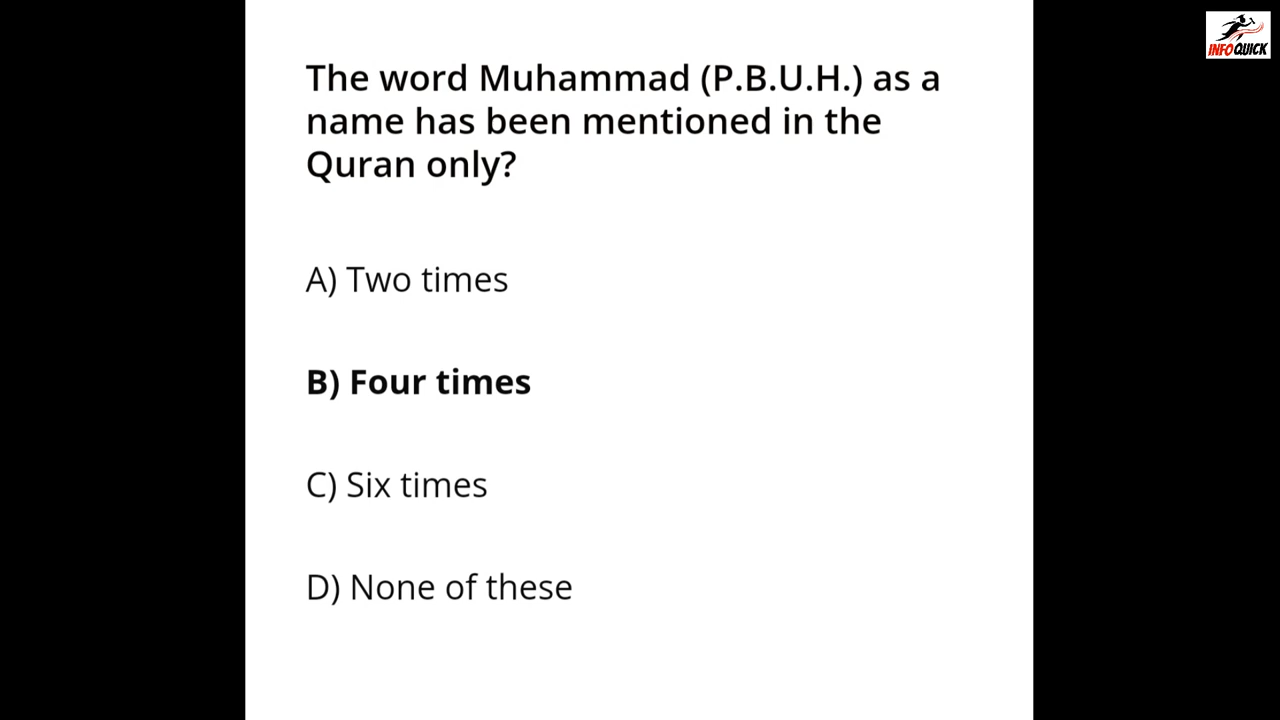 INFOQUICK
The word Muhammad (P.B.U.H.) as a
name has been mentioned in the
Quran only?
A) Two times
B) Four times
C) Six times
D) None of these